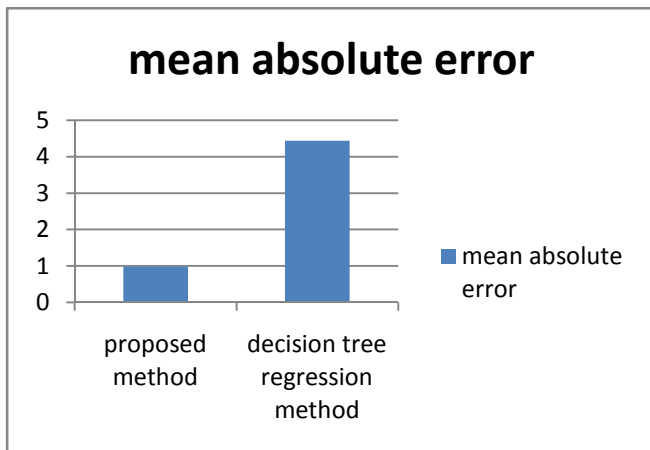 mean absolute error
5
4
3
2
1
0
proposed
method
decision tree
regression
method
mean absolute
error